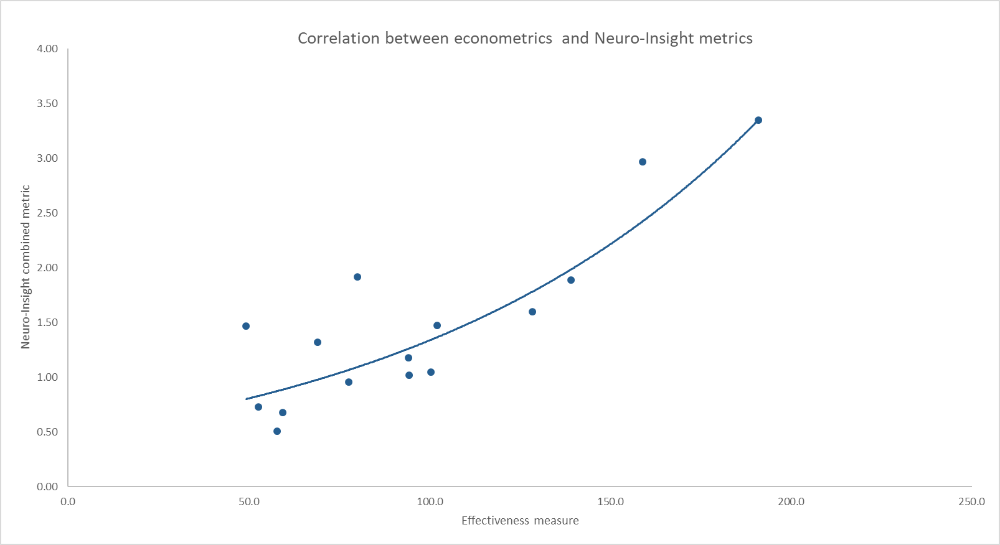 Correlation between econometrics  and Neuro-Insight metrics
4.00
3.50
3.00
2.50
2.00
1.50
1.00
0.50
0.00
Neuro-Insight combined metric
0.0 50.0 100.0 150.0 200.0 250.0
Effectiveness measure